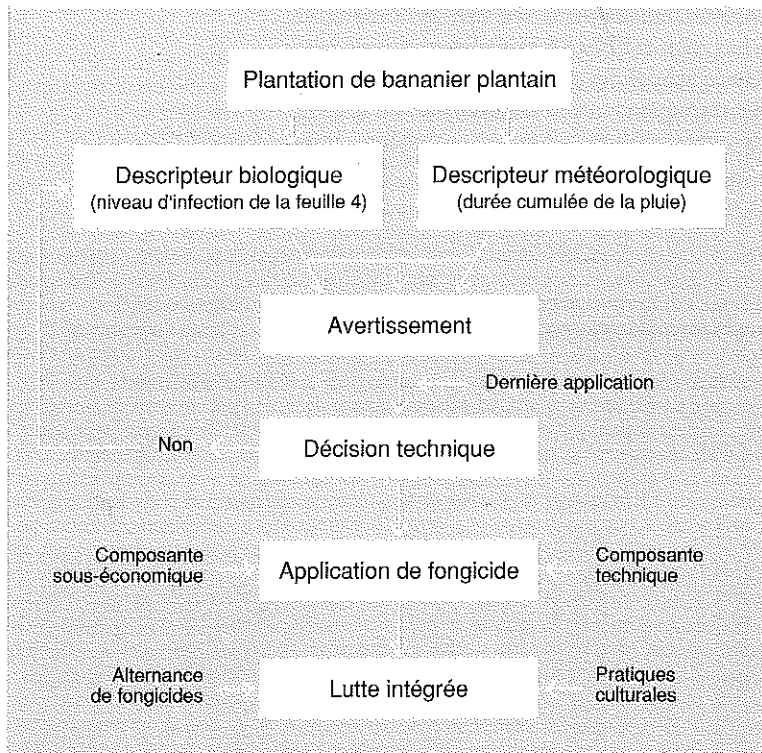 Plantation de bananier plantain
Descripteur biologique
(niveau d'infection de la feuille 4)
Descripteur météorologique
(durée cumulée de la pluie)
Avertissement
Dernière application
Non
Décision technique
Composante
sous-économique
Application de fongicide
Composante
technique
Alternance
de fongicides
Lutte intégrée
Pratiques
culturales